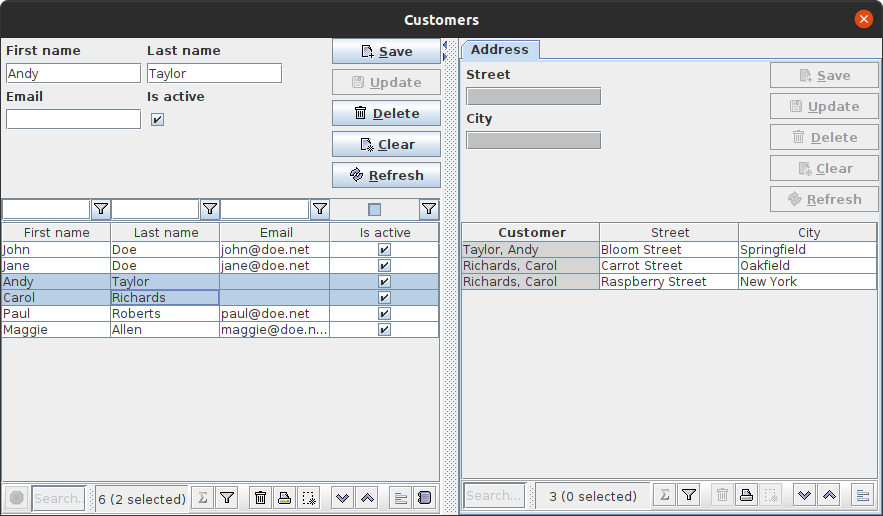 Customers
First name Last name
Andy Taylor
Email Is active
Save
Update
Delete
Clear
Refresh
First name Last name Email Is active
John Doe john@doe.net
Jane Doe jane@doe.net
Andy Taylor
Carol Richards
Paul Roberts paul@doe.net
Maggie Allen maggie@doe.n...
Search... 6 (2 selected) Σ
Address
Street
City
Save
Update
Delete
Clear
Refresh
Customer Street City
Taylor, Andy Bloom Street Springfield
Richards, Carol Carrot Street Oakfield
Richards, Carol Raspberry Street New York
Search... 3 (0 selected) Σ